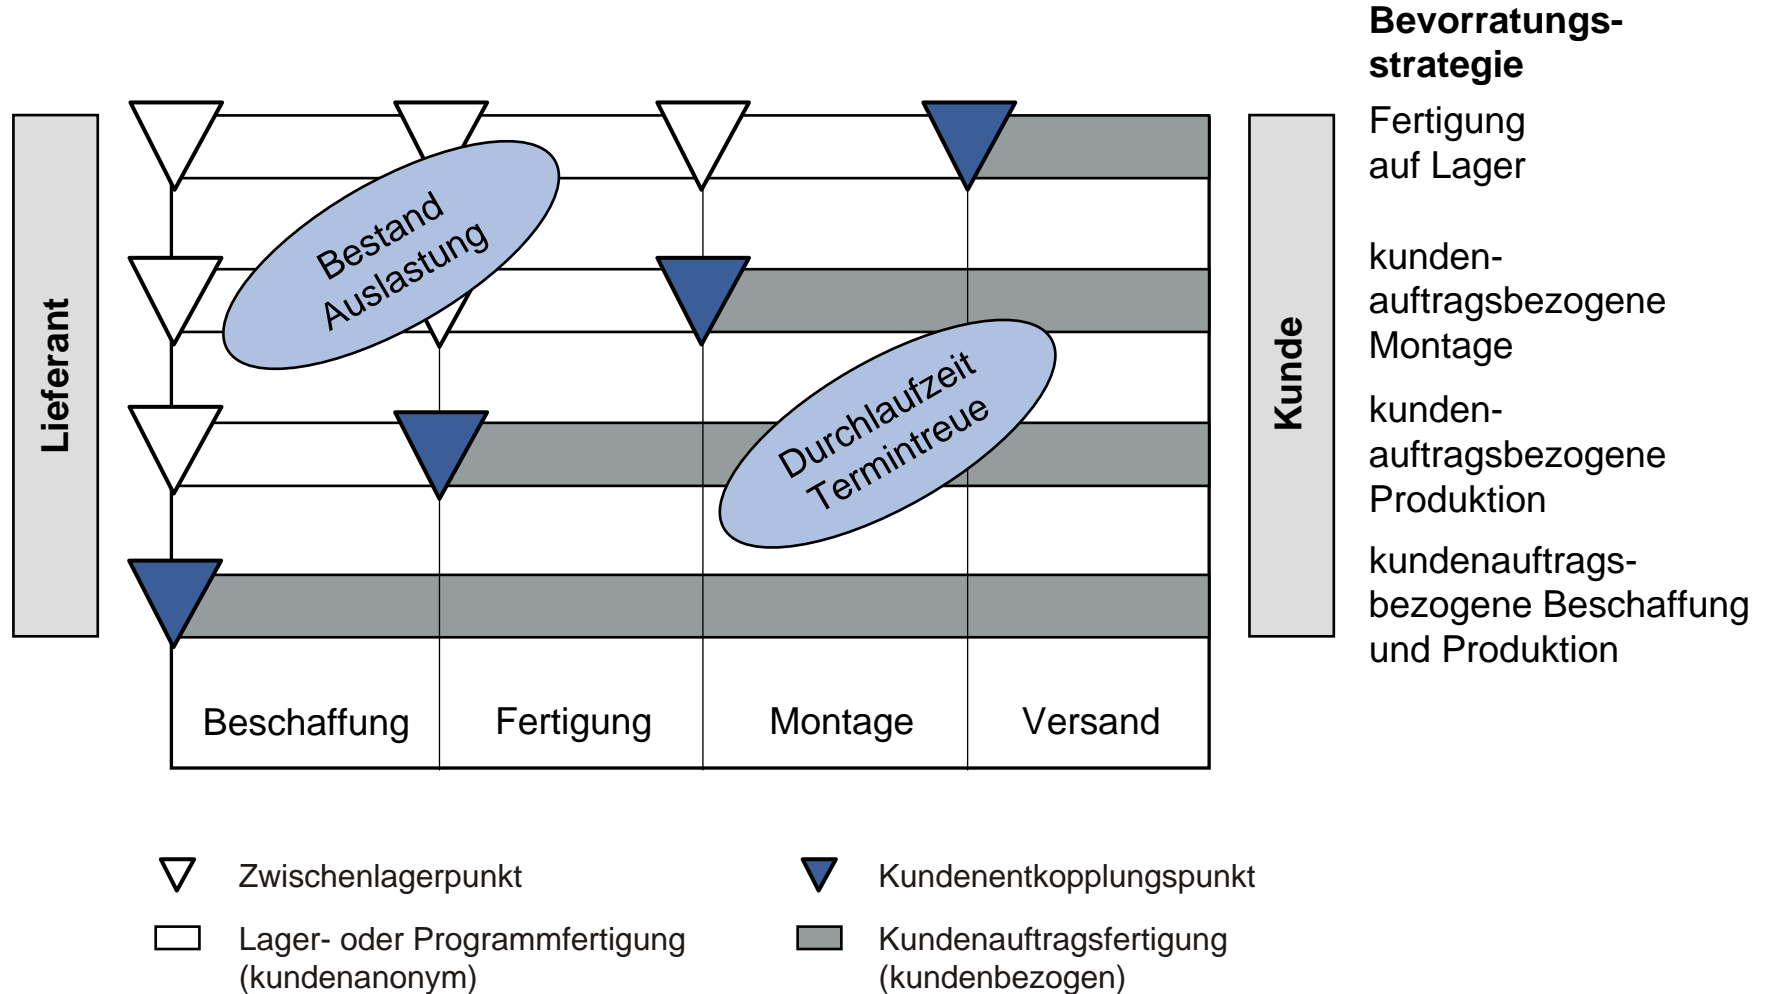 Bevorratungs-
strategie
Fertigung
auf Lager
kunden-
auftragsbezogene
Montage
kunden-
auftragsbezogene
Produktion
kundenauftrags-
bezogene Beschaffung
und Produktion
Lieferant
Bestand
Auslastung
Durchlaufzeit
Termintreue
Kunde
Beschaffung
Fertigung
Montage
Versand
Zwischenlagerpunkt
Kundenentkopplungspunkt
Lager- oder Programmfertigung
(kundenanonym)
Kundenauftragsfertigung
(kundenbezogen)